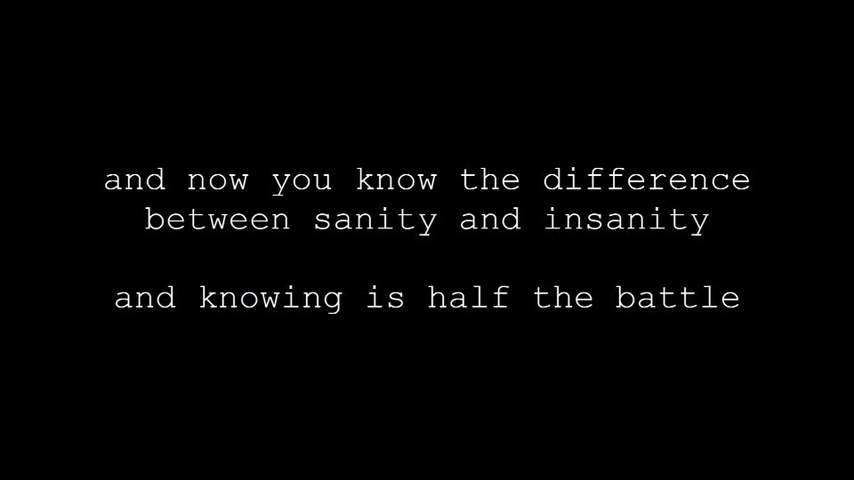 and now you know the difference
between sanity and insanity
and knowing is half the battle